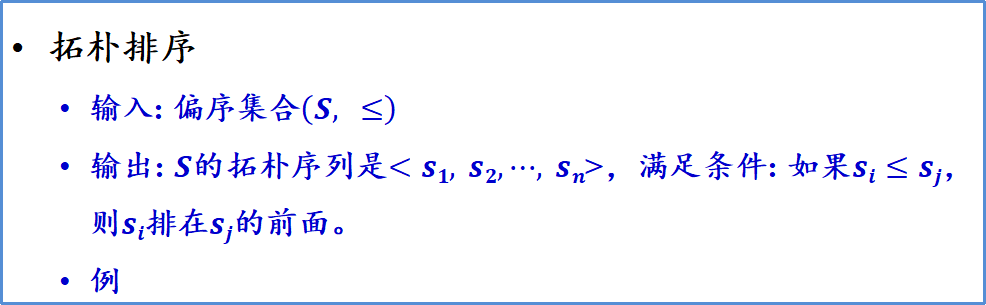 • 拓朴排序
• 输入: 偏序集合(S, ≤)
• 输出: S的拓朴序列是< s₁, s₂,⋯, sₙ>，满足条件: 如果sᵢ ≤ sⱼ,
则sᵢ排在sⱼ的前面。
• 例